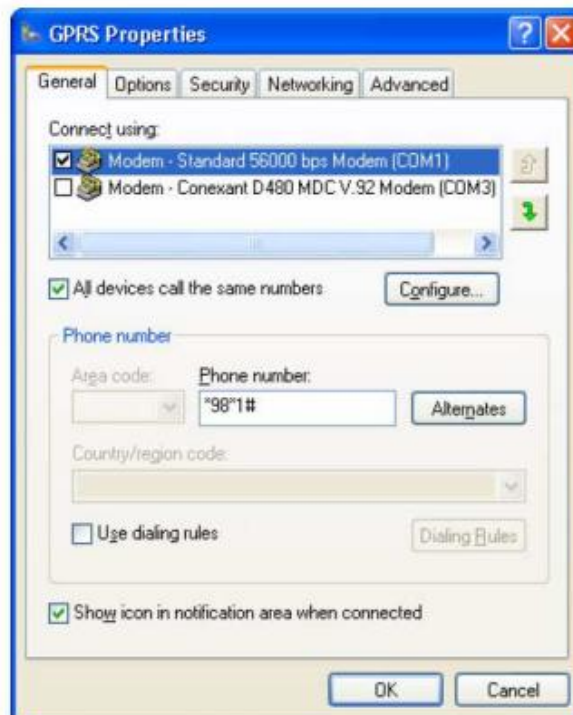 GPRS Properties
General Options Security Networking Advanced
Connect using:
Modem - Standard 56000 bps Modem (COM1)
Modem - Conexant D480 MDC V.92 Modem (COM3)
All devices call the same numbers Configure...
Phone number
Area code: Phone number:
*98*1# Alternates
Country/region code:
Use dialing rules Dialing Rules
Show icon in notification area when connected
OK Cancel